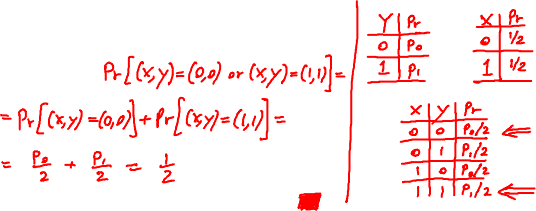 Pr[(x,y)=(0,0) or (x,y)=(1,1)]=
=Pr[(x,y)=(0,0)]+Pr[(x,y)=(1,1)]=
= P₀/2 + P₁/2 = 1/2
Y | Pr
0 | P₀
1 | P₁
X | Pr
0 | 1/2
1 | 1/2
X | Y | Pr
0 | 0 | P₀/2 ⇐
0 | 1 | P₁/2
1 | 0 | P₀/2
1 | 1 | P₁/2 ⇐